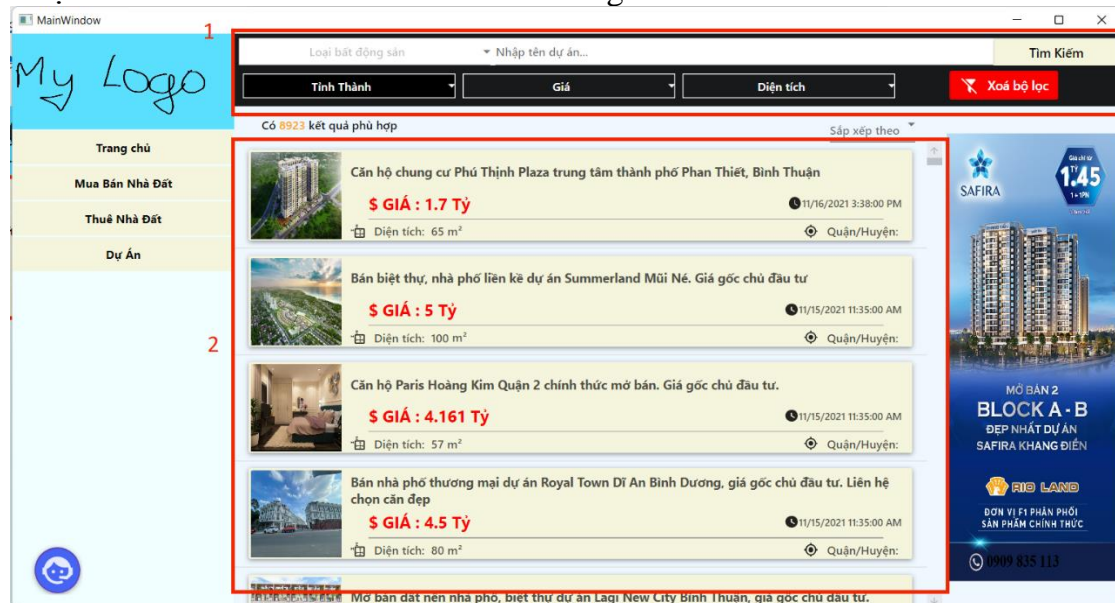 MainWindow
1
My Logo
Loại bất động sản
Nhập tên dự án...
Tìm Kiếm
Tỉnh Thành
Giá
Diện tích
Xoá bộ lọc
Có 8923 kết quả phù hợp
Sắp xếp theo
Trang chủ
Mua Bán Nhà Đất
Thuê Nhà Đất
Dự Án
2
Căn hộ chung cư Phú Thịnh Plaza trung tâm thành phố Phan Thiết, Bình Thuận
$ GIÁ : 1.7 Tỷ
11/16/2021 3:38:00 PM
Diện tích: 65 m²
Quận/Huyện:
Bán biệt thự, nhà phố liền kề dự án Summerland Mũi Né. Giá gốc chủ đầu tư
$ GIÁ : 5 Tỷ
11/15/2021 11:35:00 AM
Diện tích: 100 m²
Quận/Huyện:
Căn hộ Paris Hoàng Kim Quận 2 chính thức mở bán. Giá gốc chủ đầu tư.
$ GIÁ : 4.161 Tỷ
11/15/2021 11:35:00 AM
Diện tích: 57 m²
Quận/Huyện:
Bán nhà phố thương mại dự án Royal Town Dĩ An Bình Dương, giá gốc chủ đầu tư. Liên hệ
chọn căn đẹp
$ GIÁ : 4.5 Tỷ
11/15/2021 11:35:00 AM
Diện tích: 80 m²
Quận/Huyện:
Mở bán đất nền nhà phố, biệt thự dự án Lagi New City Bình Thuận, giá gốc chủ đầu tư.
SAFIRA
Giá chỉ từ
1.45
TỶ
1+1PN
MỞ BÁN 2
BLOCK A - B
ĐẸP NHẤT DỰ ÁN
SAFIRA KHANG ĐIỀN
RIO LAND
ĐƠN VỊ F1 PHÂN PHỐI
SẢN PHẨM CHÍNH THỨC
0909 835 113